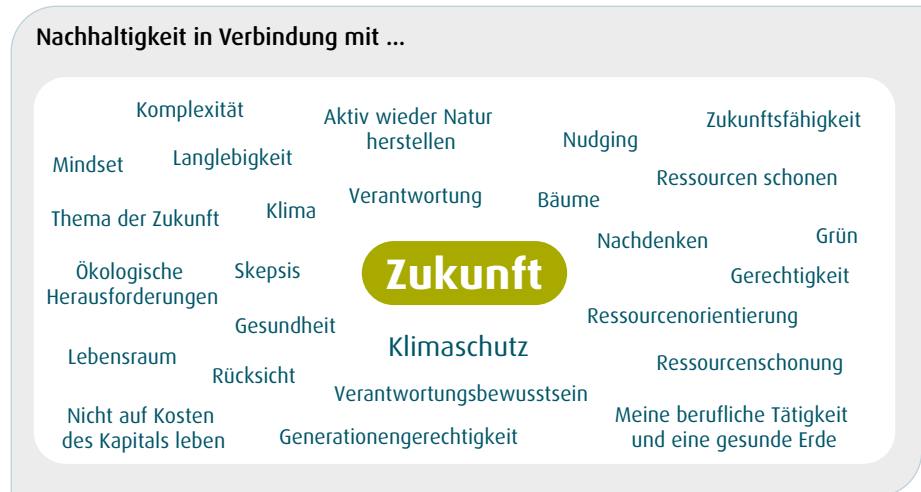 Nachhaltigkeit in Verbindung mit ...
Komplexität
Aktiv wieder Natur
herstellen
Nudging
Zukunftsfähigkeit
Mindset
Langlebigkeit
Ressourcen schonen
Thema der Zukunft
Klima
Verantwortung
Bäume
Nachdenken
Grün
Ökologische
Herausforderungen
Skepsis
Zukunft
Gerechtigkeit
Gesundheit
Ressourcenorientierung
Lebensraum
Klimaschutz
Ressourcenschonung
Rücksicht
Verantwortungsbewusstsein
Nicht auf Kosten
des Kapitals leben
Generationengerechtigkeit
Meine berufliche Tätigkeit
und eine gesunde Erde